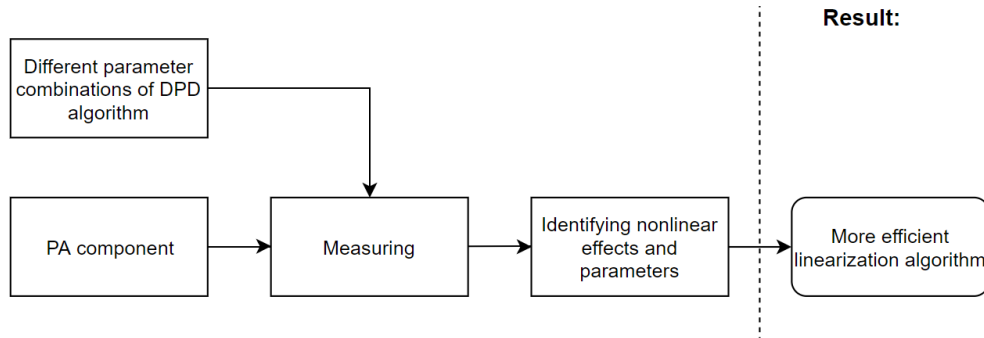 Result:
Different parameter
combinations of DPD
algorithm
PA component
Measuring
Identifying nonlinear
effects and
parameters
More efficient
linearization algorithm